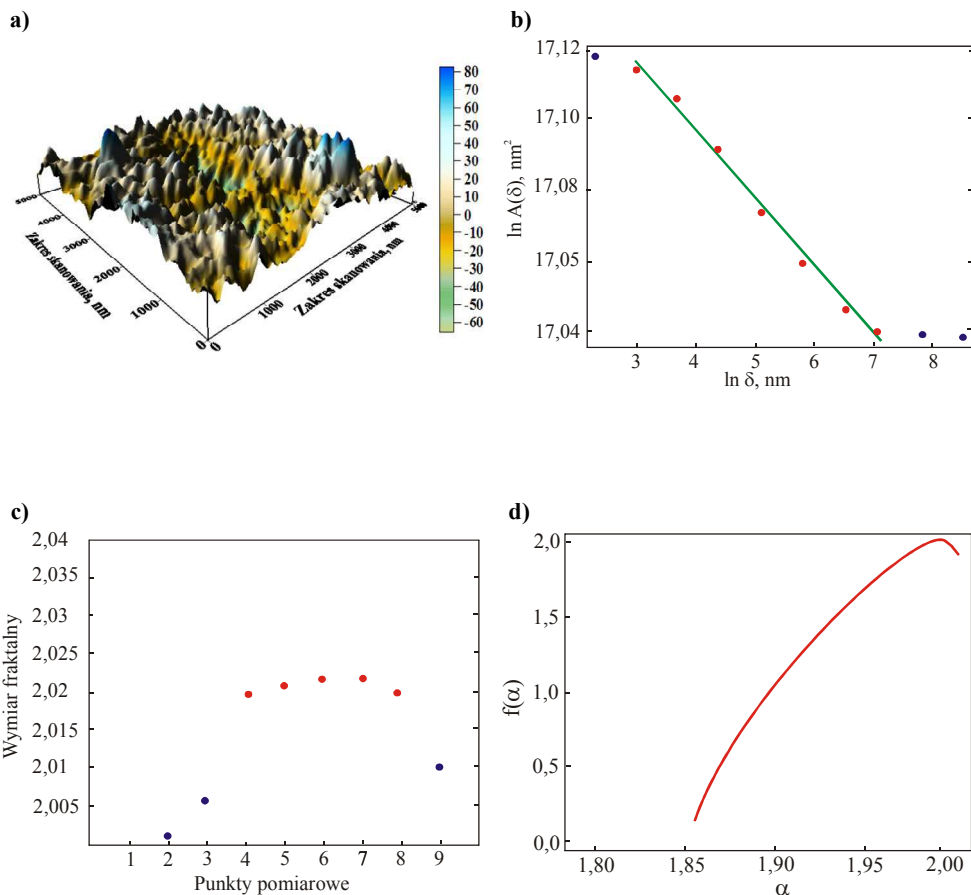 a)
80
70
60
50
40
30
20
10
0
-10
-20
-30
-40
-50
-60
5000
4000
3000
2000
1000
0
Zakres skanowania, nm
0
1000
2000
3000
Zakres skanowania, nm
b)
17,12
17,10
17,08
17,05
17,04
ln A(δ), nm²
3 4 5 6 7 8
ln δ, nm
c)
2,04
2,035
2,03
2,025
2,02
2,015
2,01
2,005
Wymiar fraktalny
1 2 3 4 5 6 7 8 9
Punkty pomiarowe
d)
2,0
1,5
1,0
0,5
0,0
f(α)
1,80 1,85 1,90 1,95 2,00
α